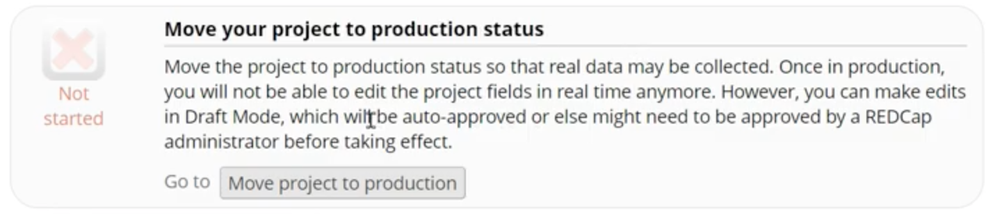 Move your project to production status
Move the project to production status so that real data may be collected. Once in production,
you will not be able to edit the project fields in real time anymore. However, you can make edits
in Draft Mode, which will be auto-approved or else might need to be approved by a REDCap
administrator before taking effect.
Not
started
Go to Move project to production